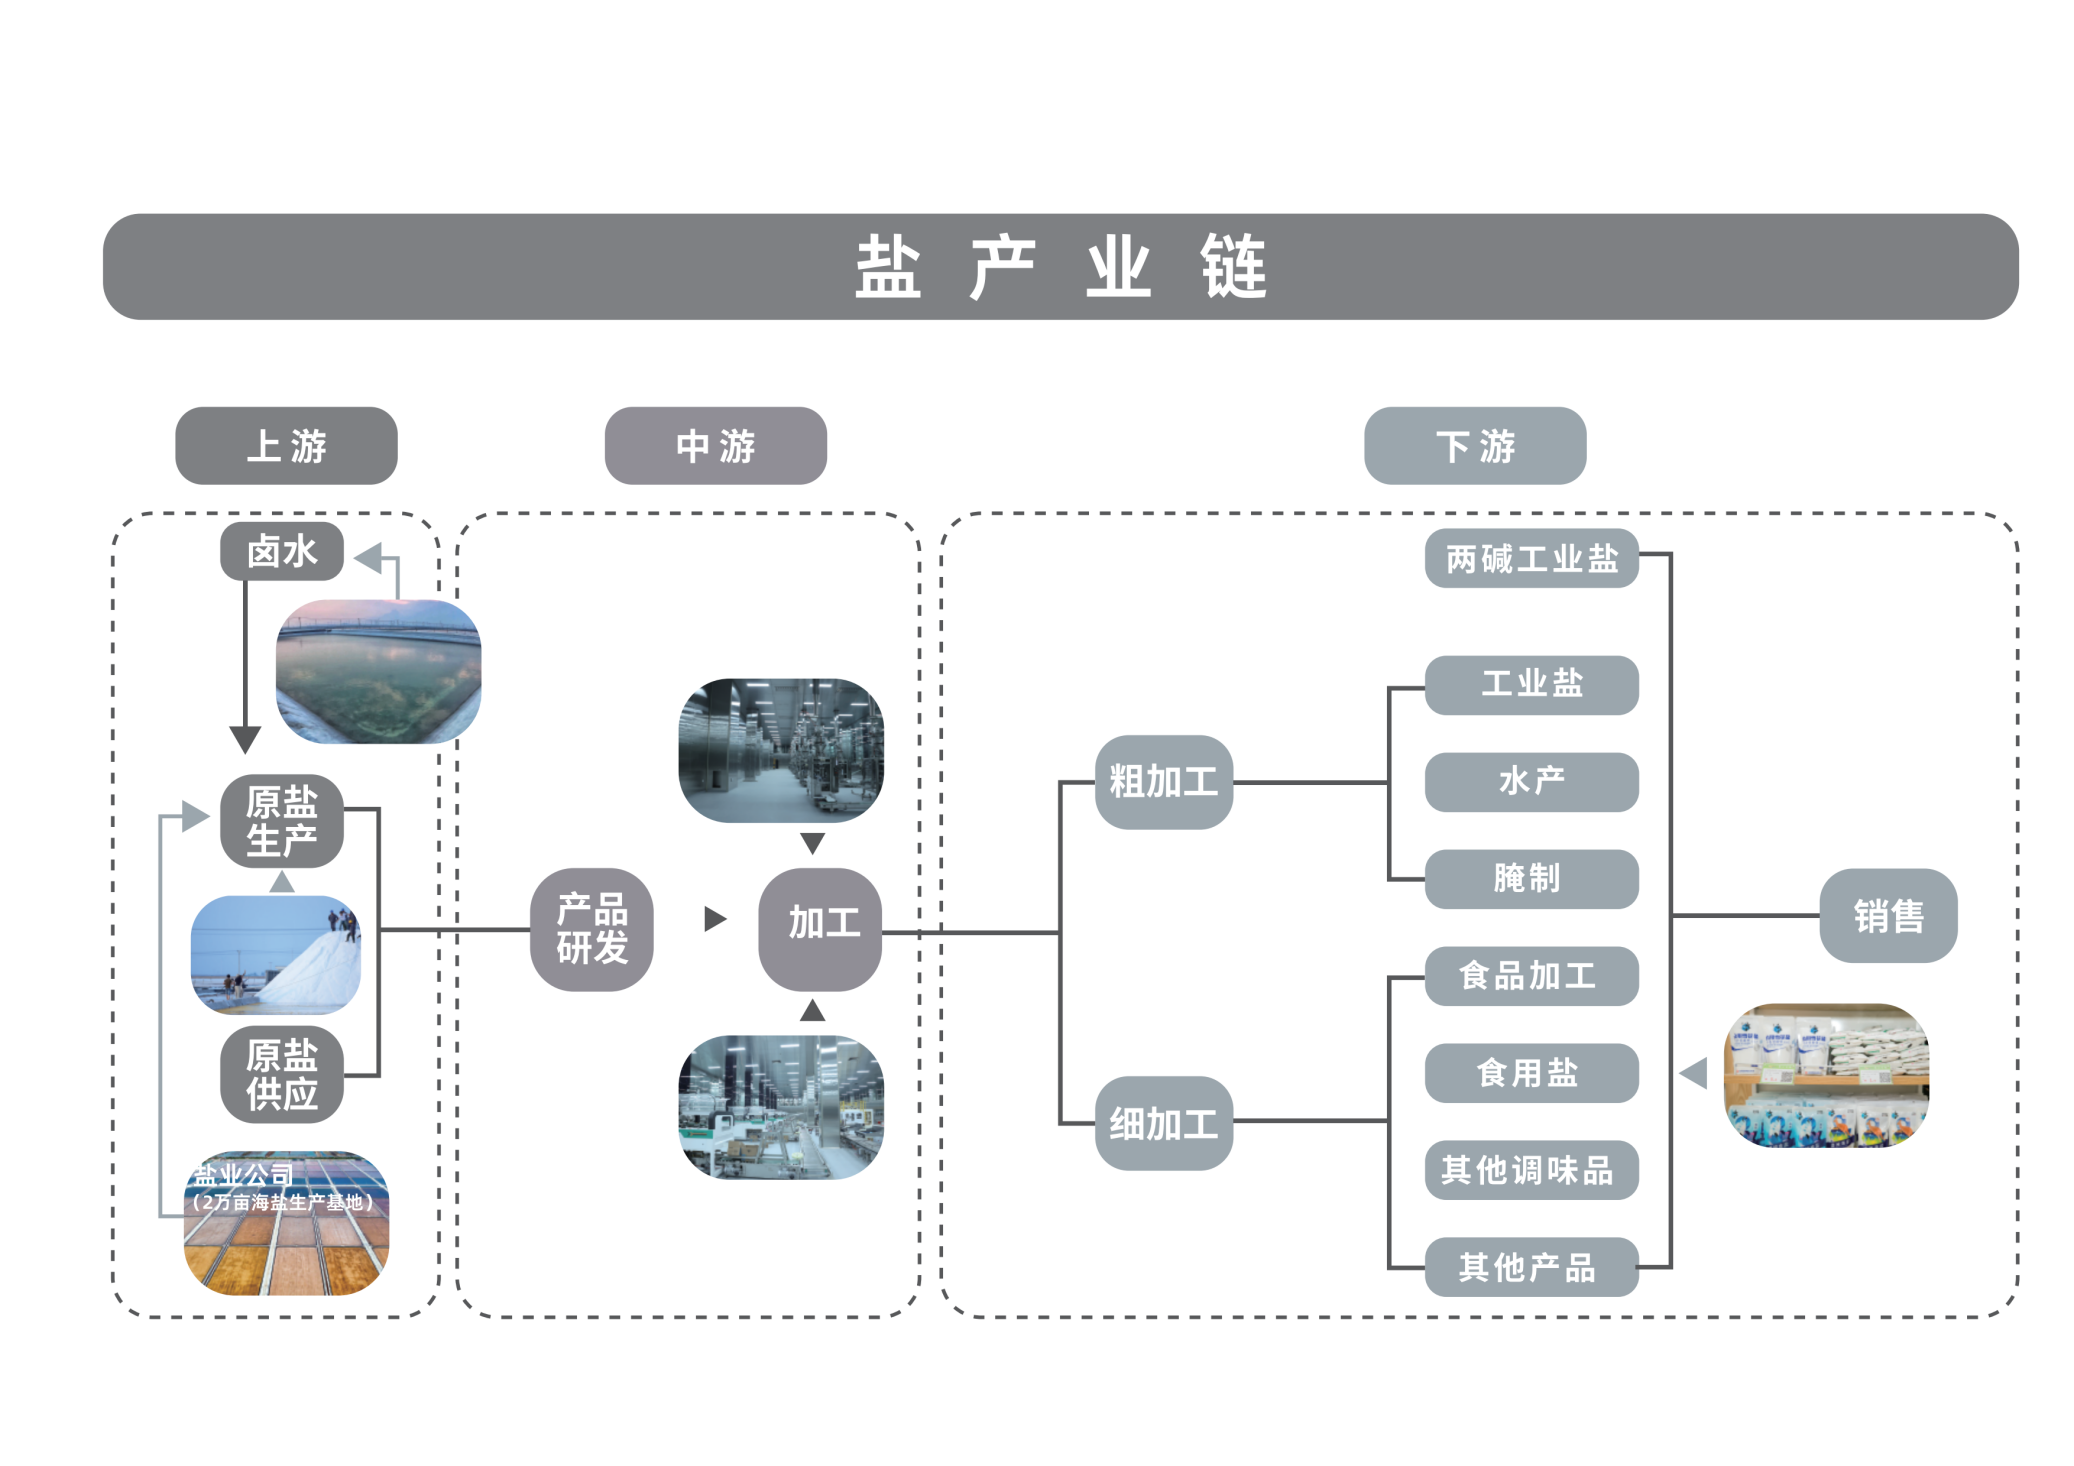 盐产业链
上游
中游
下游
卤水
原盐
生产
原盐
供应
盐业公司
(2万亩海盐生产基地)
产品
研发
加工
粗加工
细加工
两碱工业盐
工业盐
水产
腌制
食品加工
食用盐
其他调味品
其他产品
销售